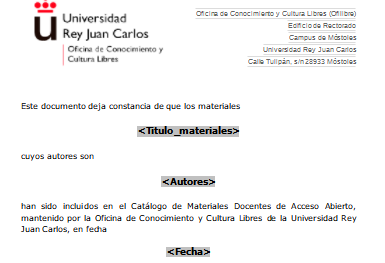 Universidad
Rey Juan Carlos
Oficina de Conocimiento y
Cultura Libres
Oficina de Conocimiento y Cultura Libres (Ofilibre)
Edificio de Rectorado
Campus de Móstoles
Universidad Rey Juan Carlos
Calle Tulipán, s/n 28933 Móstoles
Este documento deja constancia de que los materiales
<Titulo_materiales>
cuyos autores son
<Autores>
han sido incluidos en el Catálogo de Materiales Docentes de Acceso Abierto,
mantenido por la Oficina de Conocimiento y Cultura Libres de la Universidad Rey
Juan Carlos, en fecha
<Fecha>